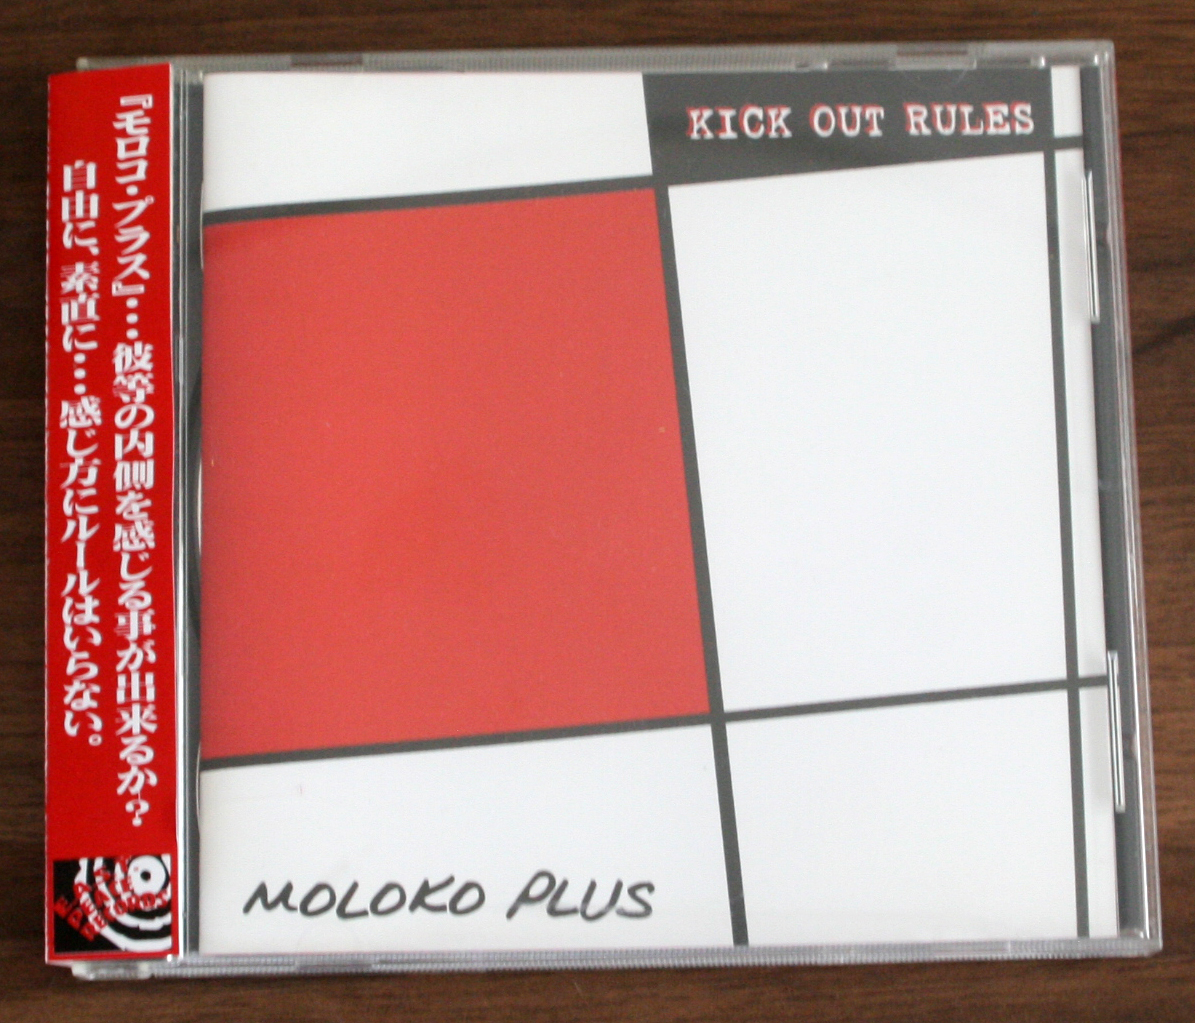 『モロコ・プラス』…彼等の内側を感じる事が出来るか?
自由に、素直に…感じ方にルールはいらない。
KICK OUT RULES
MOLOKO PLUS
RECORDS